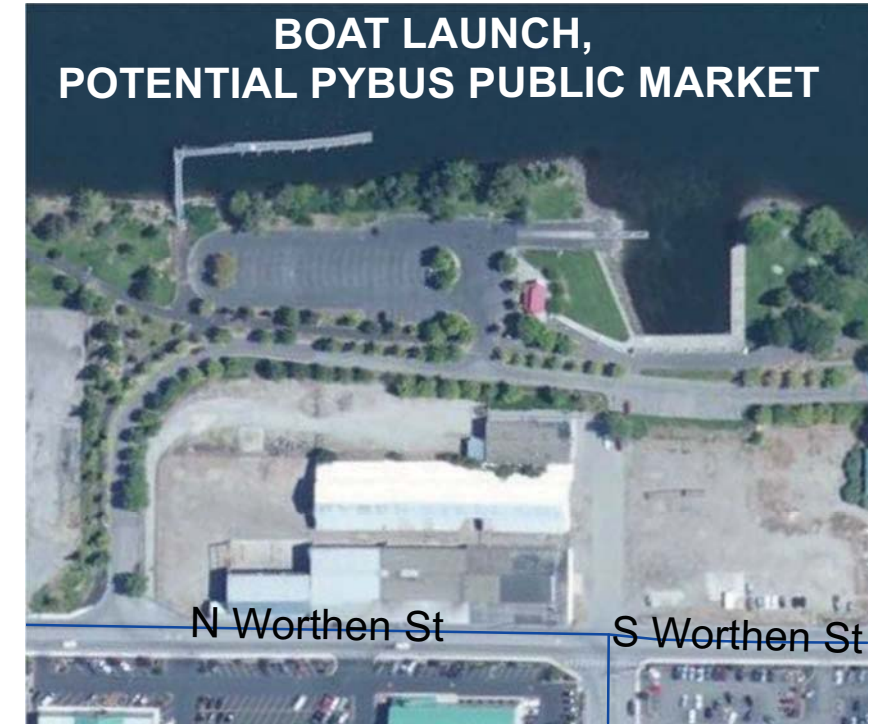 BOAT LAUNCH,
POTENTIAL PYBUS PUBLIC MARKET
N Worthen St
S Worthen St